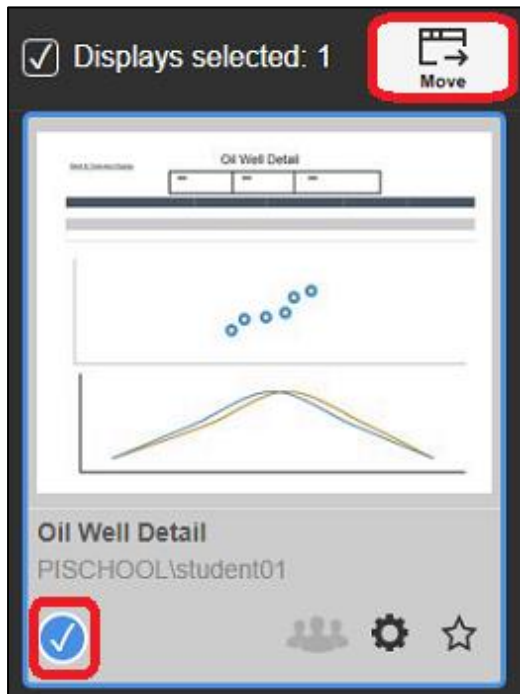 Displays selected: 1
Move
Oil Well Detail
Oil Well Detail
PISCHOOL\student01